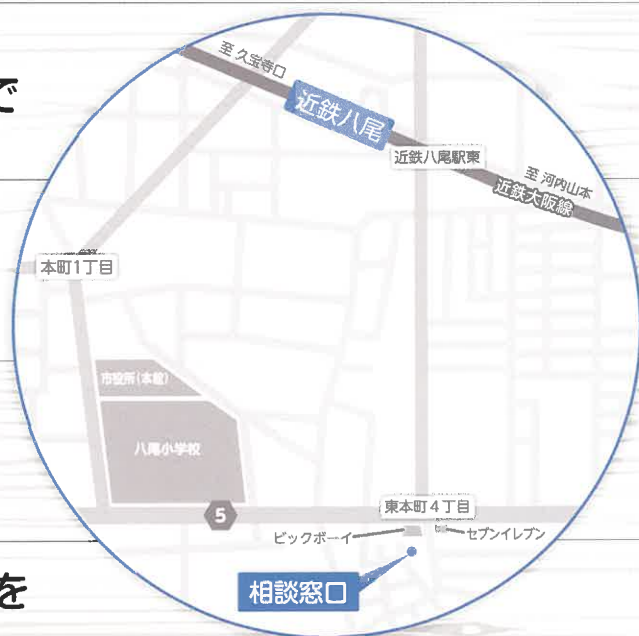 で
至 久宝寺口
近鉄八尾
近鉄八尾駅東
至 河内山本
近鉄大阪線
本町1丁目
市役所(本館)
八尾小学校
東本町4丁目
5
ビックボーイ
セブンイレブン
相談窓口
を